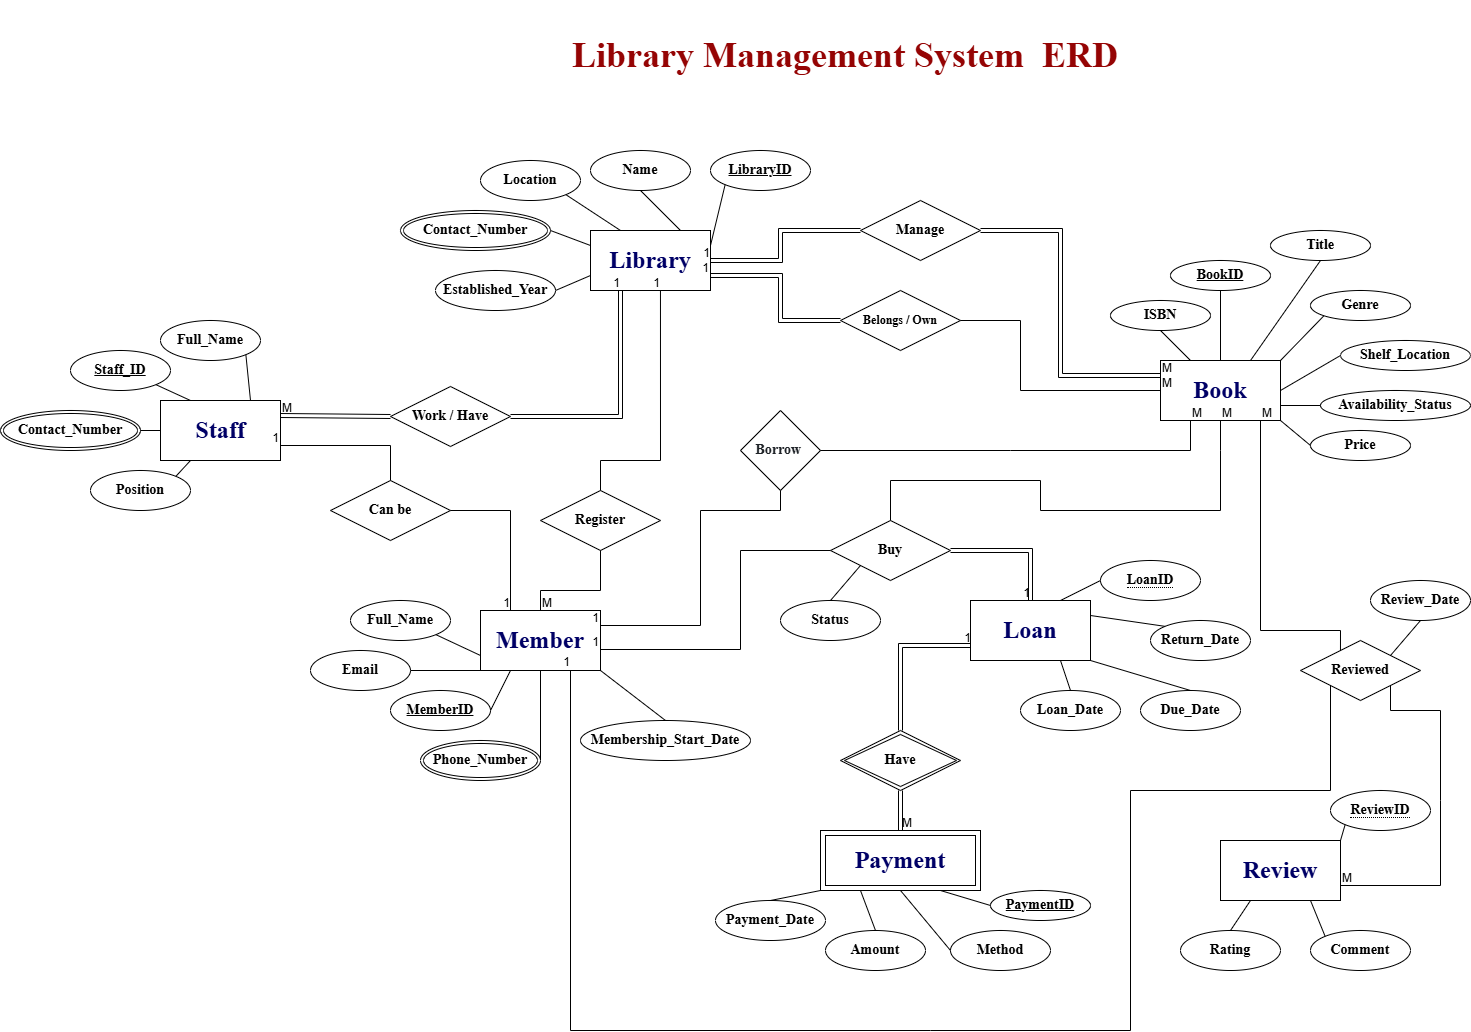 Library Management System  ERD
Location
Name
LibraryID
Contact_Number
Established_Year
Library
1
1
1
1
Manage
Belongs / Own
Title
BookID
ISBN
Genre
Shelf_Location
Availability_Status
Price
M
M
Book
M
M
M
Full_Name
Staff_ID
Contact_Number
Position
Staff
M
1
Work / Have
Can be
Register
Borrow
Buy
Status
1
M
Full_Name
Email
MemberID
Phone_Number
Membership_Start_Date
Member
1
1
1
LoanID
Return_Date
Loan_Date
Due_Date
1
Loan
1
Review_Date
Reviewed
Have
M
Payment
Payment_Date
Amount
Method
PaymentID
ReviewID
Review
M
Rating
Comment